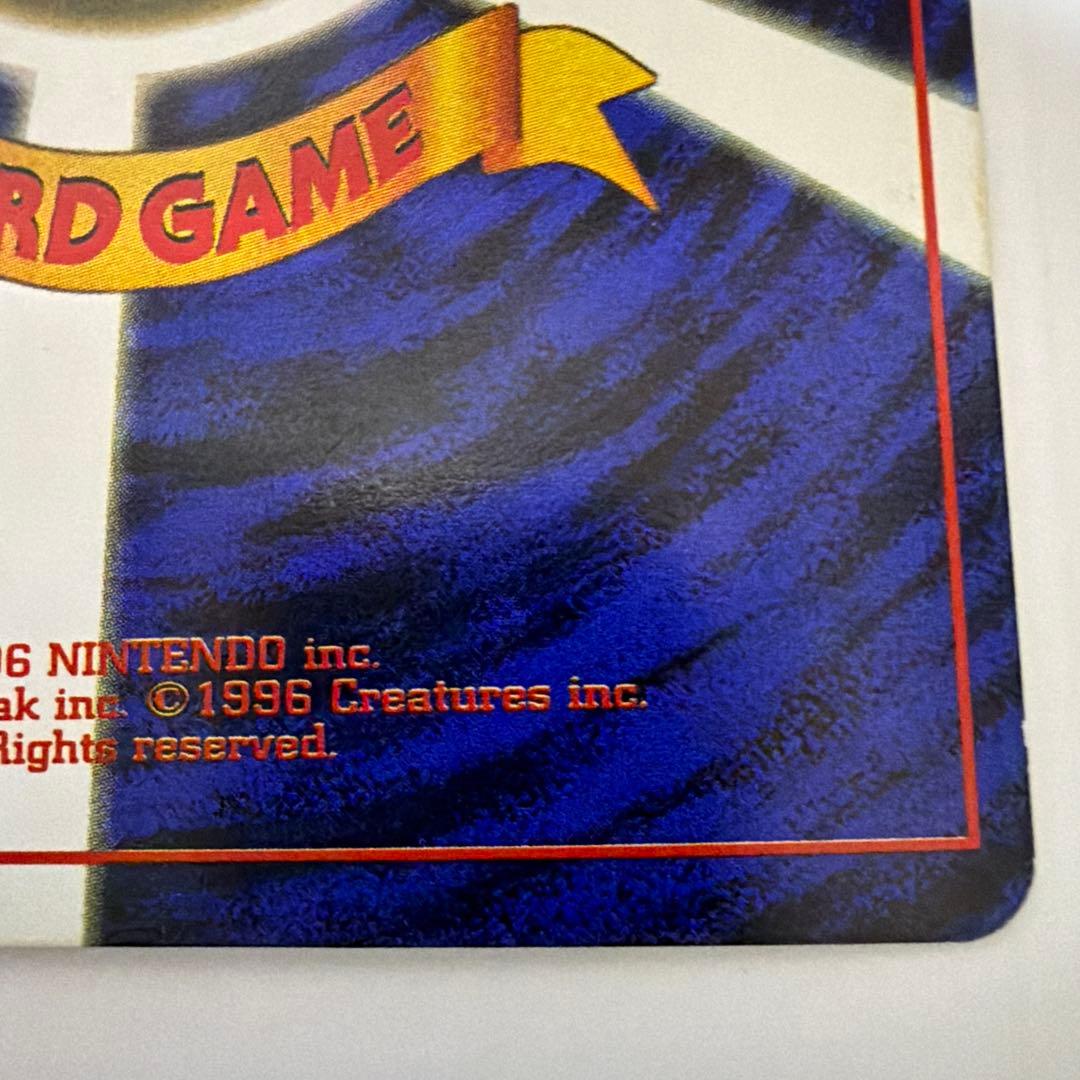 RD GAME
96 NINTENDO inc.
ak inc. ©1996 Creatures inc.
Rights reserved.